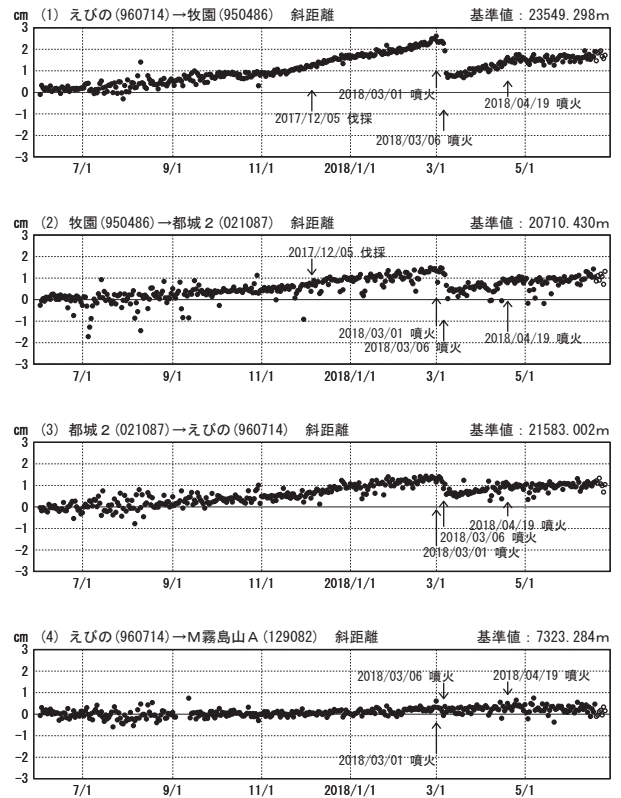 cm (1) えびの(960714)→牧園(950486) 斜距離 基準値：23549.298m
3
2
1
0
-1
-2
-3
2018/03/01 噴火
2018/04/19 噴火
2017/12/05 伐採
2018/03/06 噴火
7/1 9/1 11/1 2018/1/1 3/1 5/1
cm (2) 牧園(950486)→都城２(021087) 斜距離 基準値：20710.430m
3
2
1
0
-1
-2
-3
2017/12/05 伐採
2018/03/01 噴火
2018/04/19 噴火
2018/03/06 噴火
7/1 9/1 11/1 2018/1/1 3/1 5/1
cm (3) 都城２(021087)→えびの(960714) 斜距離 基準値：21583.002m
3
2
1
0
-1
-2
-3
2018/04/19 噴火
2018/03/06 噴火
2018/03/01 噴火
7/1 9/1 11/1 2018/1/1 3/1 5/1
cm (4) えびの(960714)→Ｍ霧島山Ａ(129082) 斜距離 基準値：7323.284m
3
2
1
0
-1
-2
-3
2018/03/06 噴火 2018/04/19 噴火
2018/03/01 噴火
7/1 9/1 11/1 2018/1/1 3/1 5/1